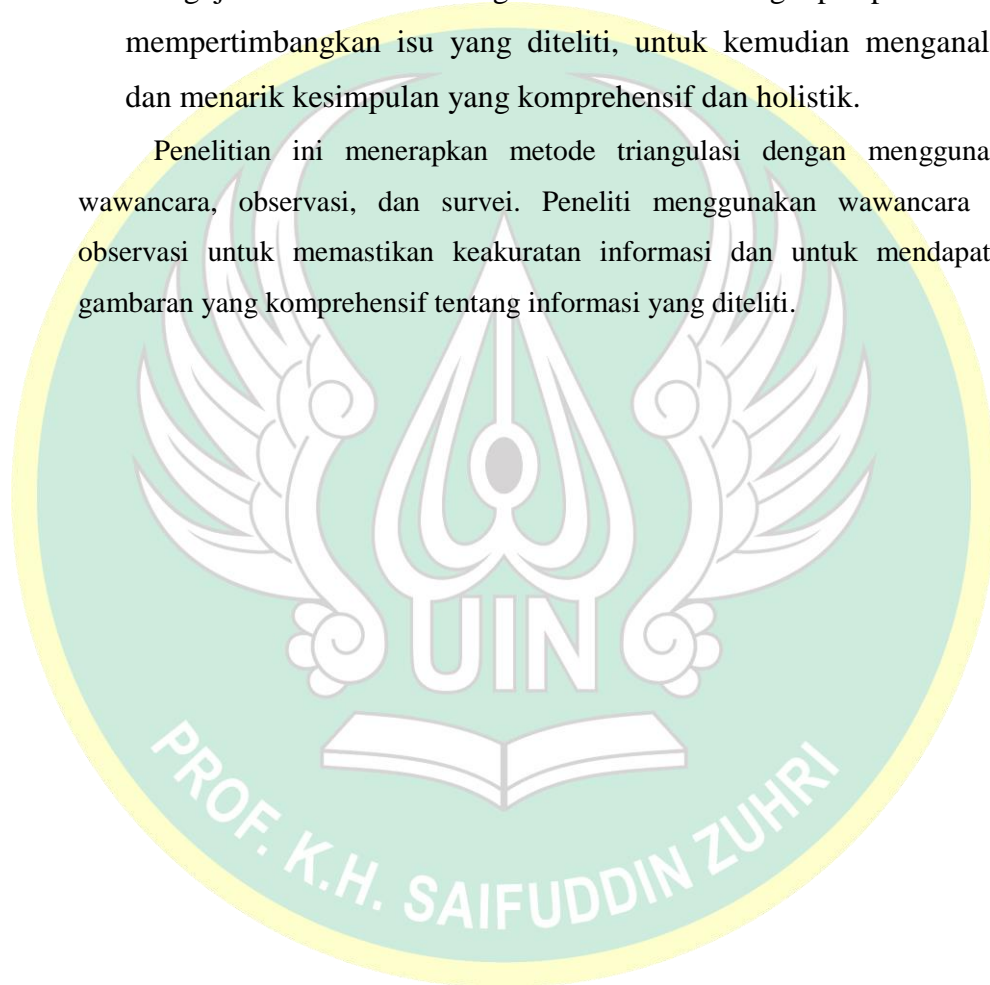 mempertimbangkan isu yang diteliti, untuk kemudian menganal
dan menarik kesimpulan yang komprehensif dan holistik.
Penelitian ini menerapkan metode triangulasi dengan mengguna
wawancara, observasi, dan survei. Peneliti menggunakan wawancara
observasi untuk memastikan keakuratan informasi dan untuk mendapat
gambaran yang komprehensif tentang informasi yang diteliti.
UIN
PROF. K.H. SAIFUDDIN ZUHRI